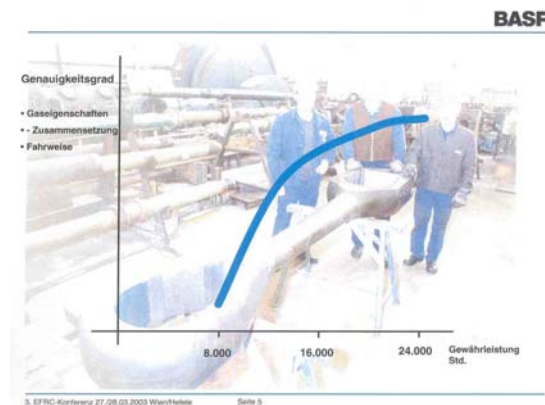 BASF
Genauigkeitsgrad
• Gaseigenschaften
• - Zusammensetzung
• Fahrweise
8.000
16.000
24.000
Gewährleistung
Std.
3. EFRC-Konferenz 27./28.03.2003 Wien/Hefele
Seite 5